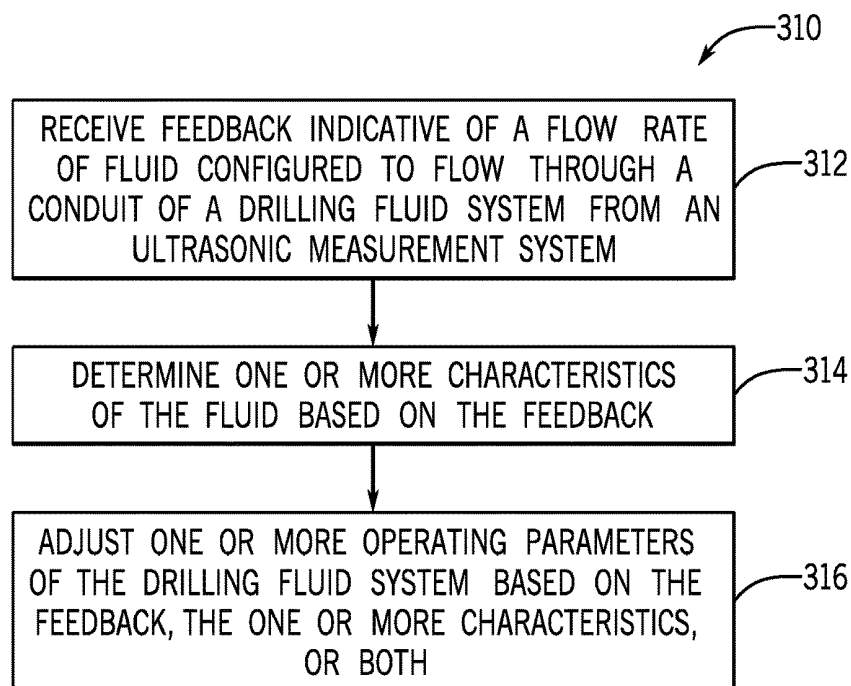 310
RECEIVE FEEDBACK INDICATIVE OF A FLOW RATE
OF FLUID CONFIGURED TO FLOW THROUGH A
CONDUIT OF A DRILLING FLUID SYSTEM FROM AN
ULTRASONIC MEASUREMENT SYSTEM
312
DETERMINE ONE OR MORE CHARACTERISTICS
OF THE FLUID BASED ON THE FEEDBACK
314
ADJUST ONE OR MORE OPERATING PARAMETERS
OF THE DRILLING FLUID SYSTEM BASED ON THE
FEEDBACK, THE ONE OR MORE CHARACTERISTICS,
OR BOTH
316